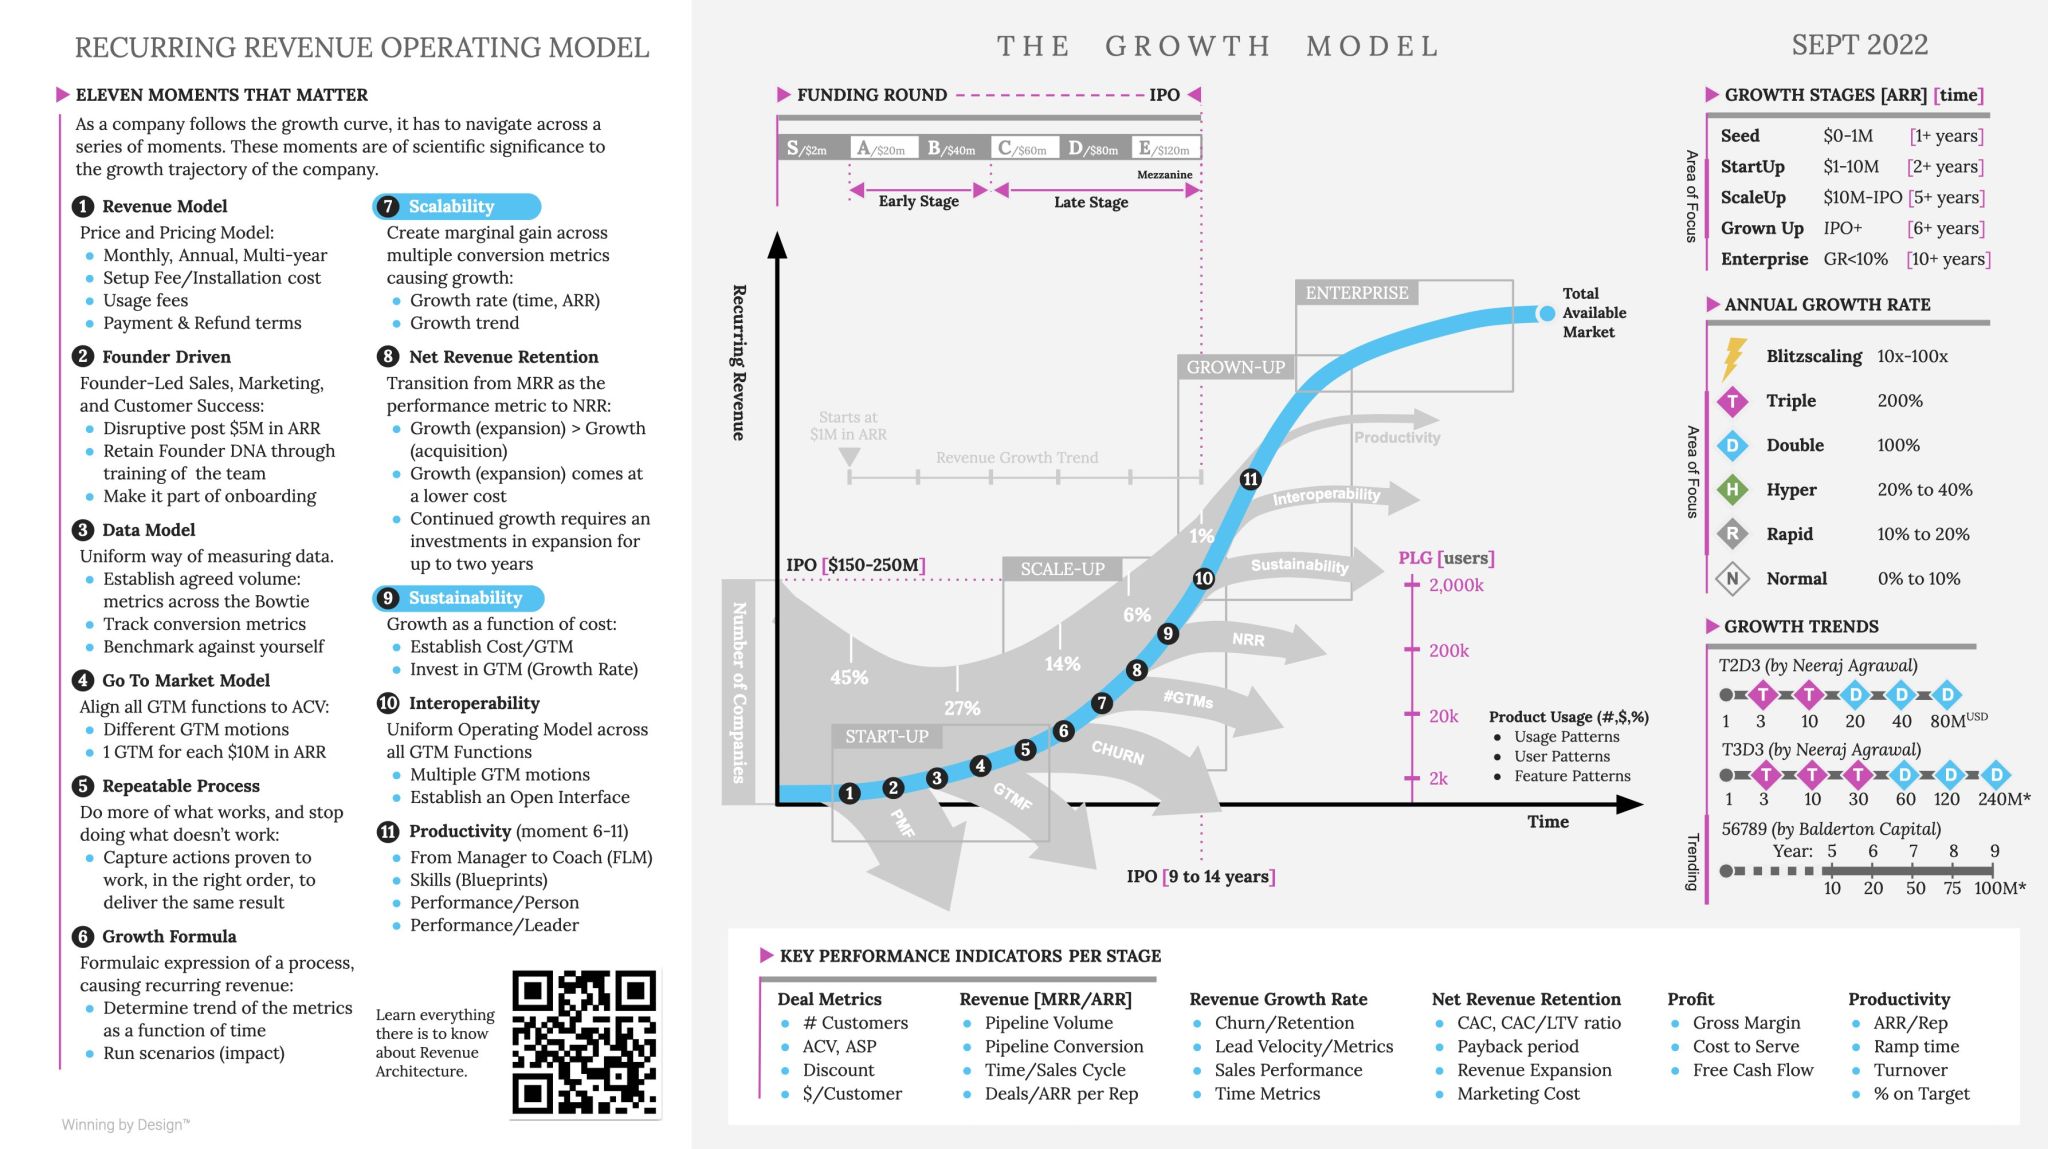 RECURRING REVENUE OPERATING MODEL
ELEVEN MOMENTS THAT MATTER
As a company follows the growth curve, it has to navigate across a
series of moments. These moments are of scientific significance to
the growth trajectory of the company.
1 Revenue Model
Price and Pricing Model:
• Monthly, Annual, Multi-year
• Setup Fee/Installation cost
• Usage fees
• Payment & Refund terms
2 Founder Driven
Founder-Led Sales, Marketing,
and Customer Success:
• Disruptive post $5M in ARR
• Retain Founder DNA through
training of the team
• Make it part of onboarding
3 Data Model
Uniform way of measuring data.
• Establish agreed volume:
metrics across the Bowtie
• Track conversion metrics
• Benchmark against yourself
4 Go To Market Model
Align all GTM functions to ACV:
• Different GTM motions
• 1 GTM for each $10M in ARR
5 Repeatable Process
Do more of what works, and stop
doing what doesn't work:
• Capture actions proven to
work, in the right order, to
deliver the same result
6 Growth Formula
Formulaic expression of a process,
causing recurring revenue:
• Determine trend of the metrics
as a function of time
• Run scenarios (impact)
7 Scalability
Create marginal gain across
multiple conversion metrics
causing growth:
• Growth rate (time, ARR)
• Growth trend
8 Net Revenue Retention
Transition from MRR as the
performance metric to NRR:
• Growth (expansion) > Growth
(acquisition)
• Growth (expansion) comes at
a lower cost
• Continued growth requires an
investments in expansion for
up to two years
9 Sustainability
Growth as a function of cost:
• Establish Cost/GTM
• Invest in GTM (Growth Rate)
10 Interoperability
Uniform Operating Model across
all GTM Functions
• Multiple GTM motions
• Establish an Open Interface
11 Productivity (moment 6-11)
• From Manager to Coach (FLM)
• Skills (Blueprints)
• Performance/Person
• Performance/Leader
Learn everything
there is to know
about Revenue
Architecture.
Winning by Design™
THE GROWTH MODEL
SEPT 2022
FUNDING ROUND
IPO
S/$2m
A/$20m
B/$40m
C/$60m
D/$80m
E/$120m
Mezzanine
Early Stage
Late Stage
Recurring Revenue
Starts at
$1M in ARR
Revenue Growth Trend
IPO [$150-250M]
Number of Companies
45%
27%
14%
6%
1%
START-UP
SCALE-UP
GROWN-UP
ENTERPRISE
Total
Available
Market
1
2
3
4
5
6
7
8
9
10
11
PMF
GTMF
CHURN
#GTMs
NRR
Sustainability
Interoperability
Productivity
PLG [users]
2,000k
200k
20k
2k
Product Usage (#,$,%)
• Usage Patterns
• User Patterns
• Feature Patterns
Time
IPO [9 to 14 years]
GROWTH STAGES [ARR] [time]
Area of Focus
Seed $0-1M [1+ years]
StartUp $1-10M [2+ years]
ScaleUp $10M-IPO [5+ years]
Grown Up IPO+ [6+ years]
Enterprise GR<10% [10+ years]
ANNUAL GROWTH RATE
Area of Focus
Blitzscaling 10x-100x
T Triple 200%
D Double 100%
H Hyper 20% to 40%
R Rapid 10% to 20%
N Normal 0% to 10%
GROWTH TRENDS
Trending
T2D3 (by Neeraj Agrawal)
T T D D D
1 3 10 20 40 80M USD
T3D3 (by Neeraj Agrawal)
T T T D D D
1 3 10 30 60 120 240M*
56789 (by Balderton Capital)
Year: 5 6 7 8 9
10 20 50 75 100M*
KEY PERFORMANCE INDICATORS PER STAGE
Deal Metrics
• # Customers
• ACV, ASP
• Discount
• $/Customer
Revenue [MRR/ARR]
• Pipeline Volume
• Pipeline Conversion
• Time/Sales Cycle
• Deals/ARR per Rep
Revenue Growth Rate
• Churn/Retention
• Lead Velocity/Metrics
• Sales Performance
• Time Metrics
Net Revenue Retention
• CAC, CAC/LTV ratio
• Payback period
• Revenue Expansion
• Marketing Cost
Profit
• Gross Margin
• Cost to Serve
• Free Cash Flow
Productivity
• ARR/Rep
• Ramp time
• Turnover
• % on Target